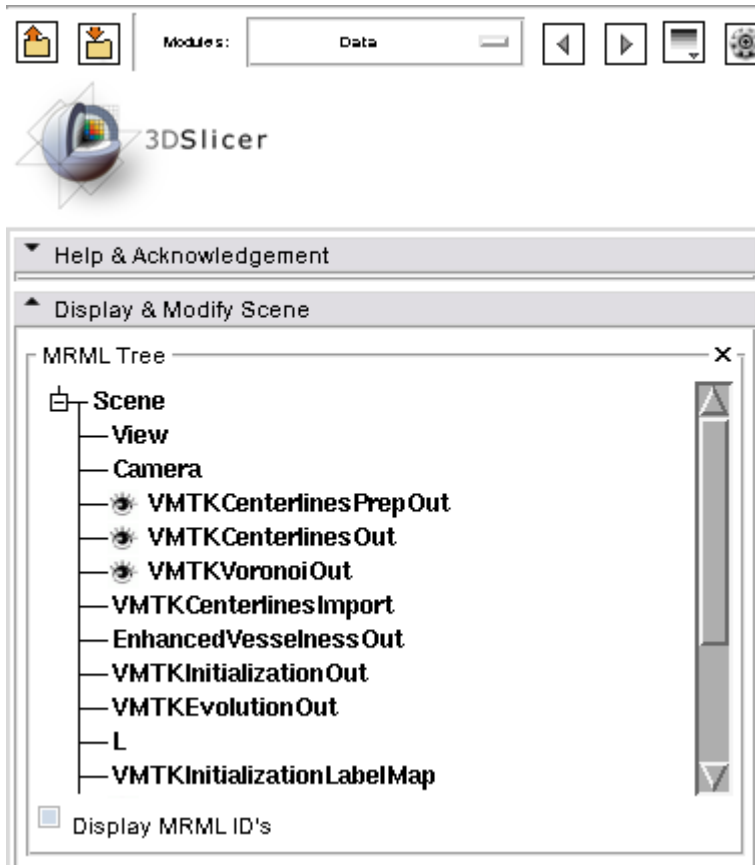 Modules: Data
3DSlicer
Help & Acknowledgement
Display & Modify Scene
MRML Tree
Scene
View
Camera
VMTKCenterlinesPrepOut
VMTKCenterlinesOut
VMTKVoronoiOut
VMTKCenterlinesImport
EnhancedVesselnessOut
VMTKInitializationOut
VMTKEvolutionOut
L
VMTKInitializationLabelMap
Display MRML ID's